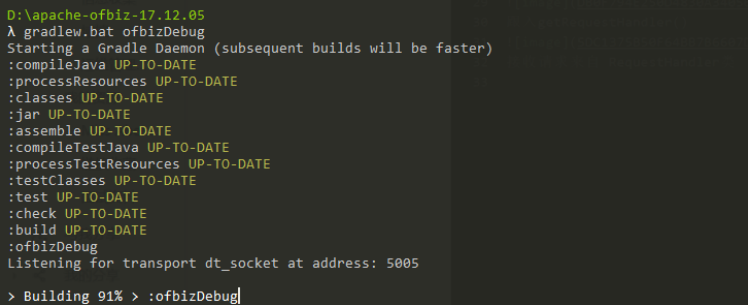 D:\apache-ofbiz-17.12.05
λ gradlew.bat ofbizDebug
Starting a Gradle Daemon (subsequent builds will be faster)
:compileJava UP-TO-DATE
:processResources UP-TO-DATE
:classes UP-TO-DATE
:jar UP-TO-DATE
:assemble UP-TO-DATE
:compileTestJava UP-TO-DATE
:processTestResources UP-TO-DATE
:testClasses UP-TO-DATE
:test UP-TO-DATE
:check UP-TO-DATE
:build UP-TO-DATE
:ofbizDebug
Listening for transport dt_socket at address: 5005
> Building 91% > :ofbizDebug